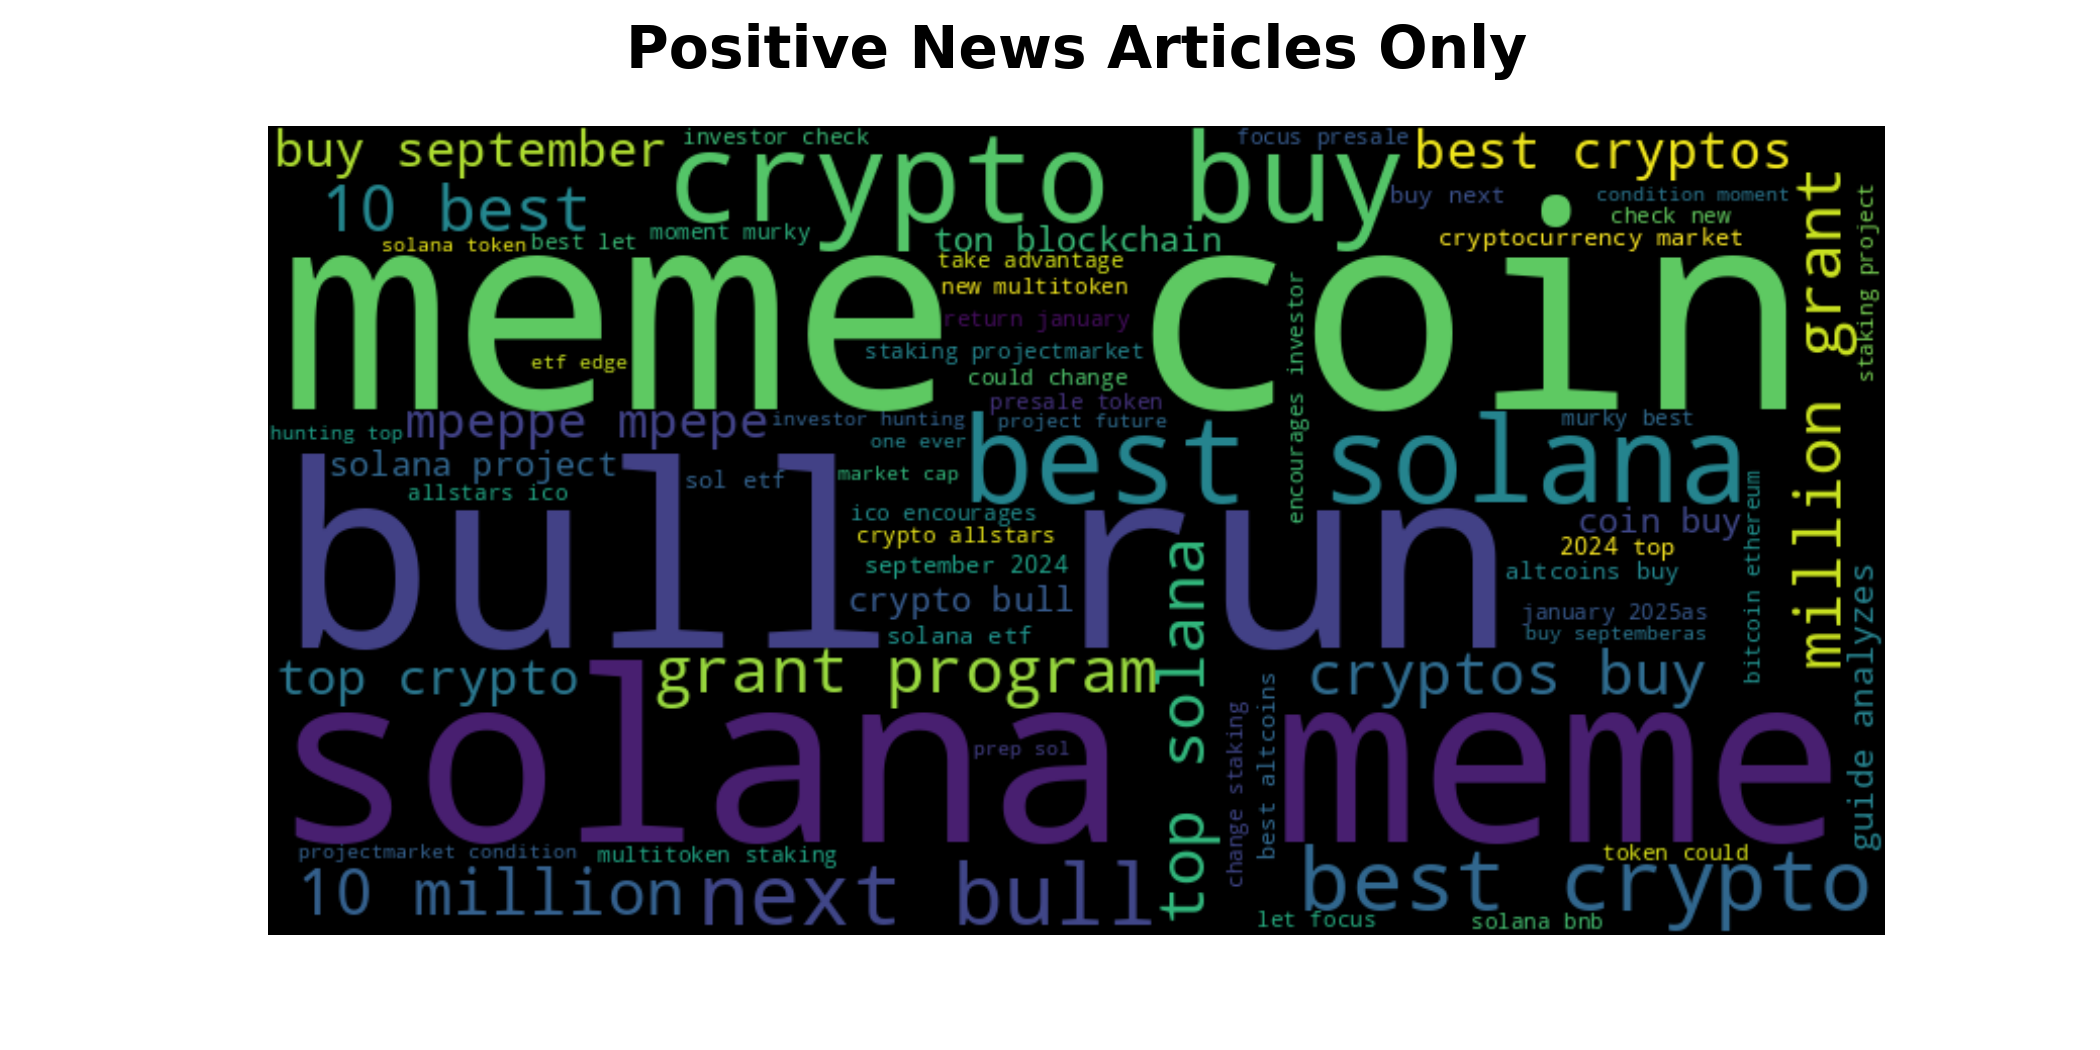 Positive News Articles Only
buy september
investor check
crypto buy
focus presale
best cryptos
10 best
buy next
condition moment
check new
solana token
best let
moment murky
ton blockchain
cryptocurrency market
million grant
staking project
meme coin
take advantage
new multitoken
return january
staking projectmarket
could change
etf edge
presale token
encourages investor
hunting top
mpeppe mpepe
investor hunting
project future
one ever
best solana
murky best
solana project
sol etf
market cap
allstars ico
bull run
ico encourages
crypto allstars
september 2024
crypto bull
solana etf
coin buy
2024 top
altcoins buy
january 2025as
buy septemberas
bitcoin ethereum
guide analyzes
top crypto
grant program
top solana
cryptos buy
solana meme
prep sol
change staking
best altcoins
projectmarket condition
multitoken staking
token could
10 million
next bull
best crypto
let focus
solana bnb